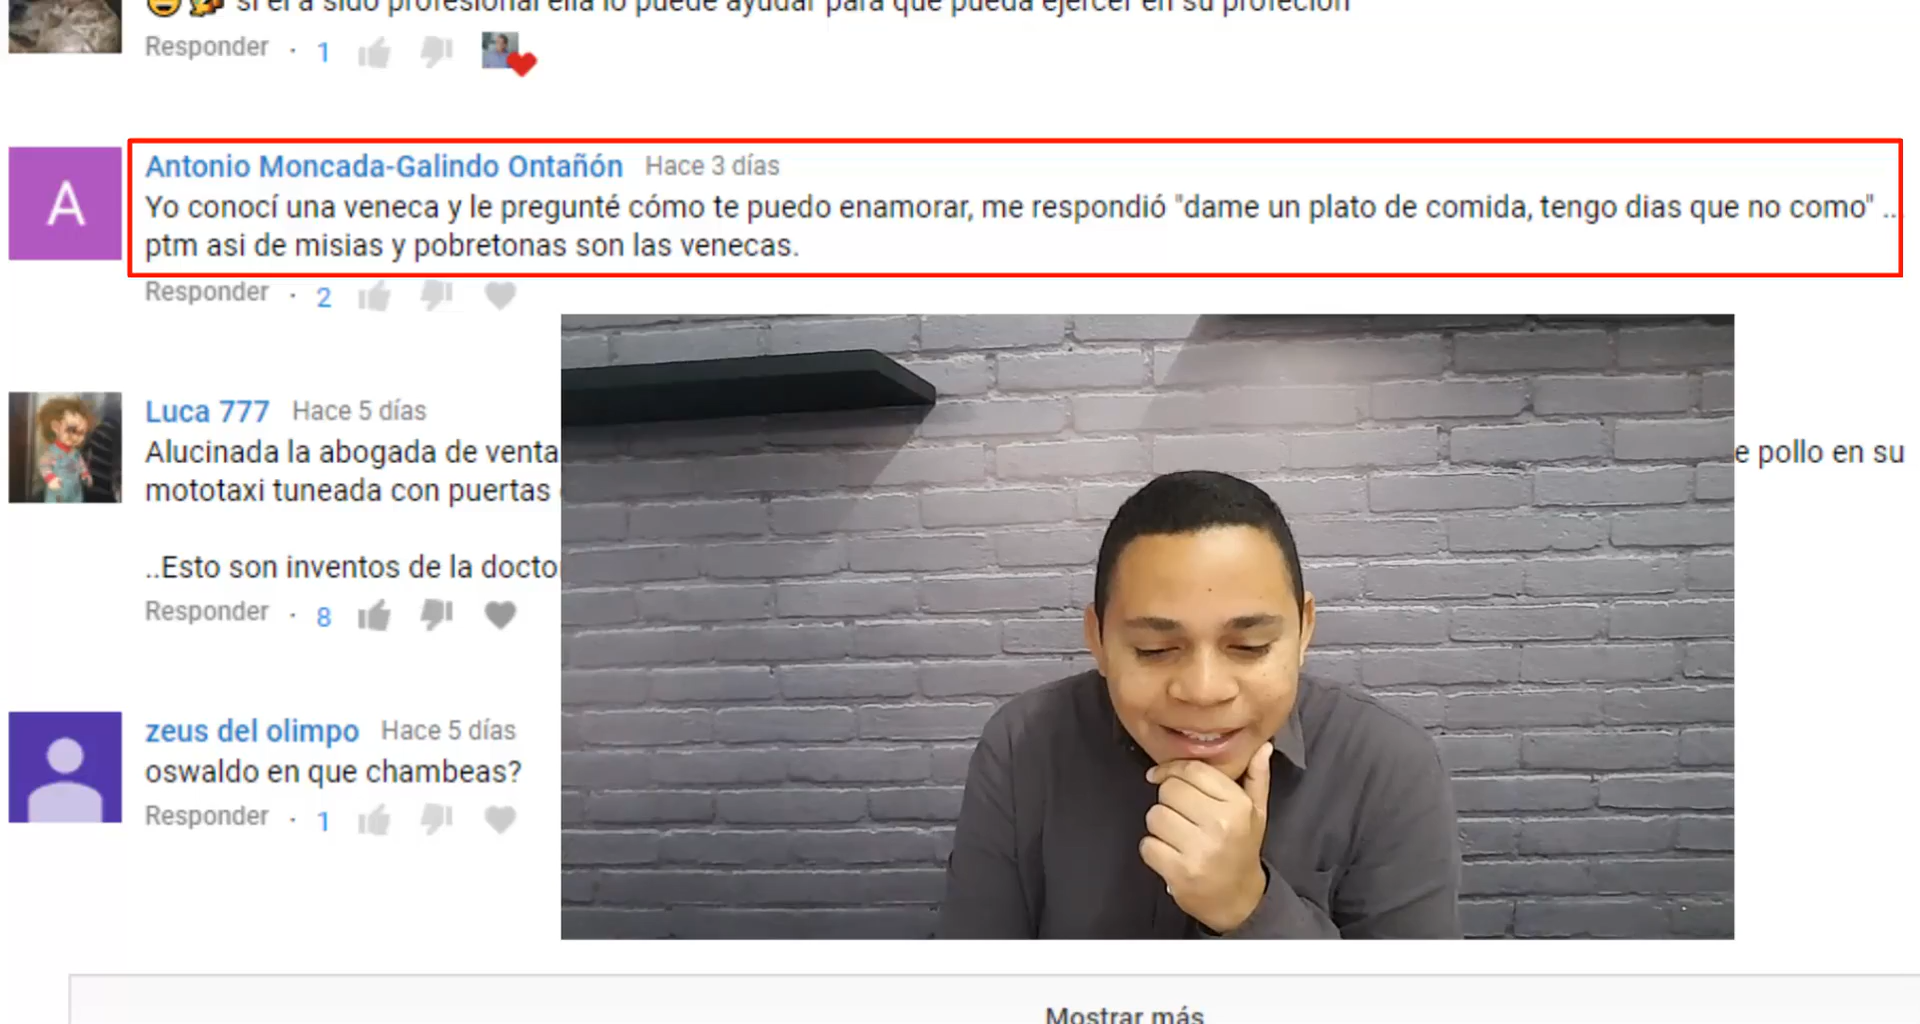 si el a sido profesional ella lo puede ayudar para que pueda ejercer en su profeción
Responder · 1
A
Antonio Moncada-Galindo Ontañón Hace 3 días
Yo conocí una veneca y le pregunté cómo te puedo enamorar, me respondió "dame un plato de comida, tengo dias que no como" ...
ptm asi de misias y pobretonas son las venecas.
Responder · 2
Luca 777 Hace 5 días
Alucinada la abogada de venta
e pollo en su
mototaxi tuneada con puertas
..Esto son inventos de la docto
Responder · 8
zeus del olimpo Hace 5 días
oswaldo en que chambeas?
Responder · 1
Mostrar más